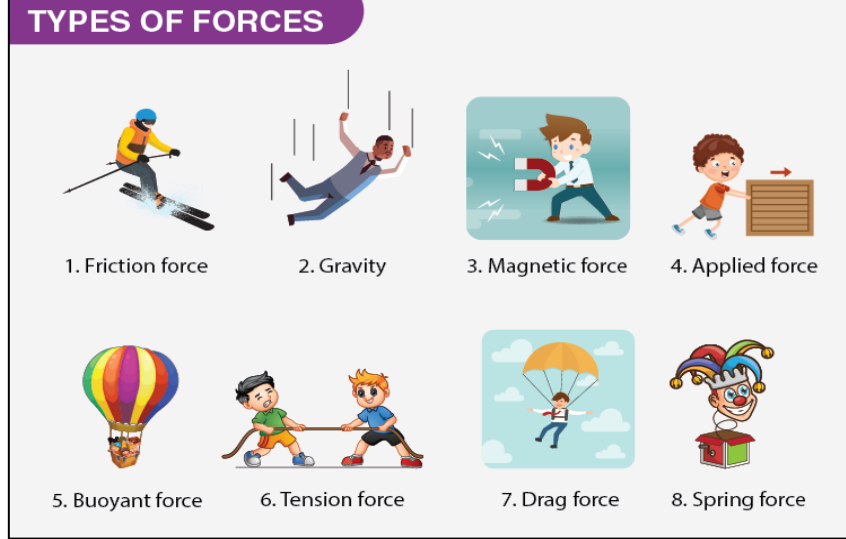 TYPES OF FORCES
1. Friction force
2. Gravity
3. Magnetic force
4. Applied force
5. Buoyant force
6. Tension force
7. Drag force
8. Spring force